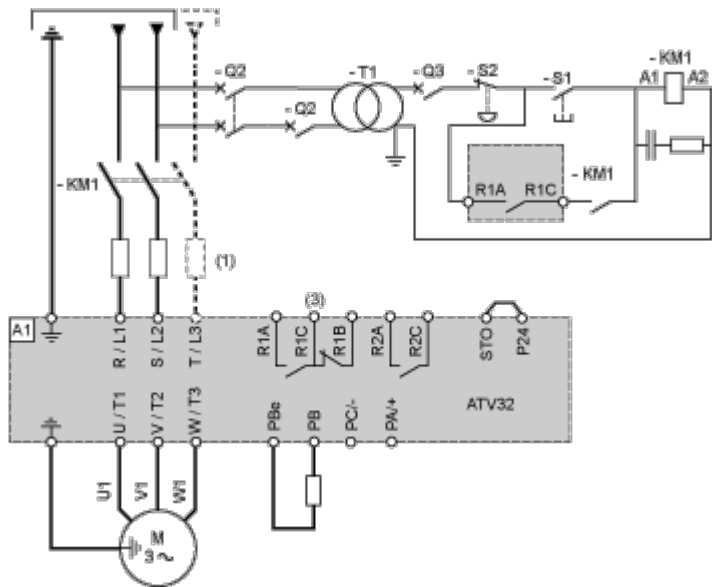 - Q2
- T1
- Q3
- S2
- S1
- KM1
A1
A2
- Q2
- KM1
R1A
R1C
- KM1
(1)
(3)
A1
R / L1
S / L2
T / L3
R1A
R1C
R1B
R2A
R2C
STO
P24
ATV32
U / T1
V / T2
W / T3
PBe
PB
PC/-
PA/+
U1
V1
W1
M
3 ~